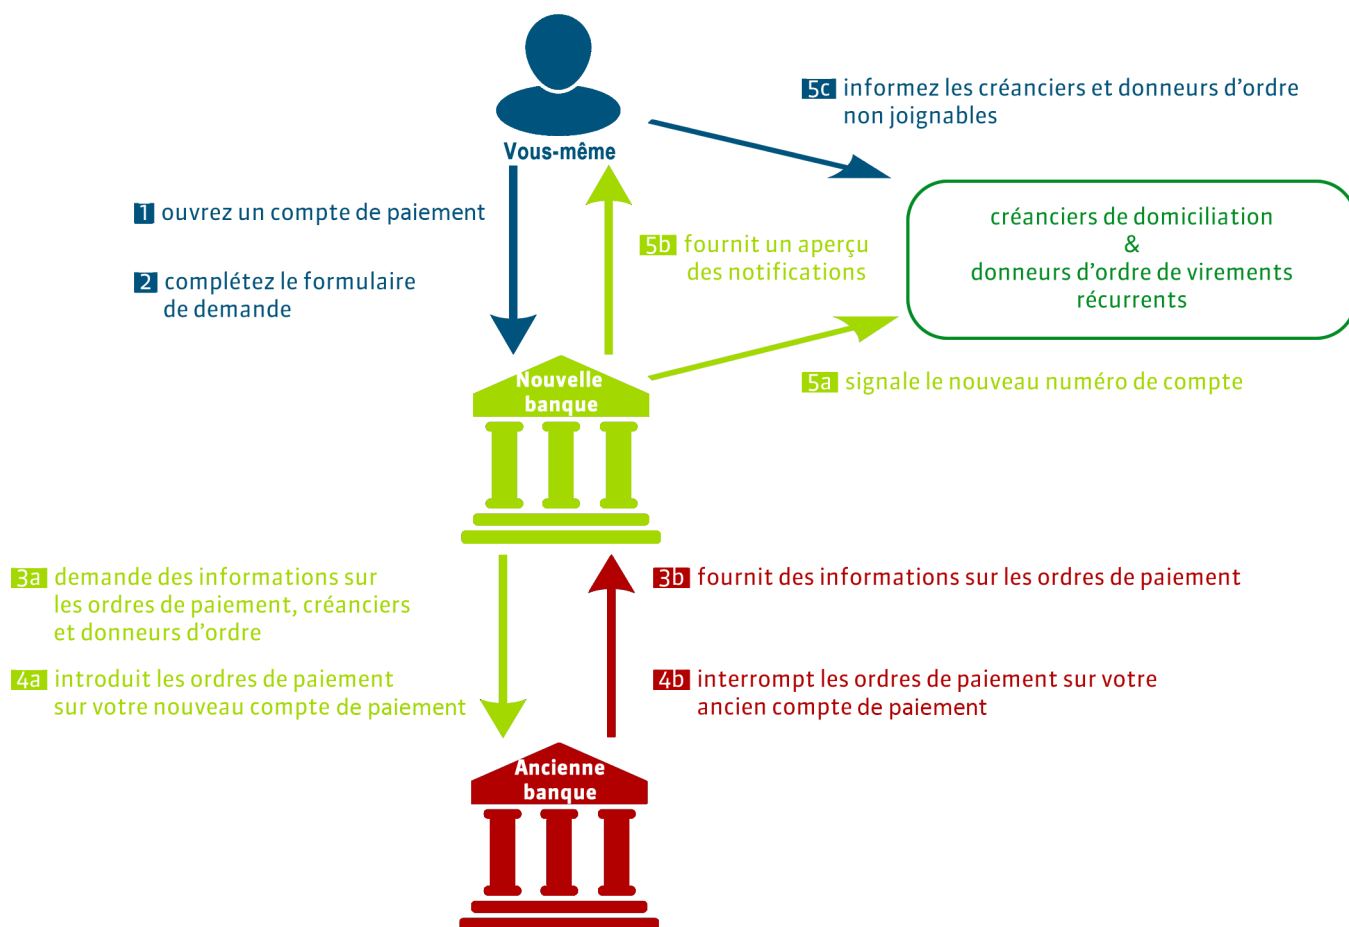 5c informez les créanciers et donneurs d'ordre
non joignables
Vous-même
1 ouvrez un compte de paiement
2 complétez le formulaire
de demande
5b fournit un aperçu
des notifications
créanciers de domiciliation
&
donneurs d'ordre de virements
récurrents
5a signale le nouveau numéro de compte
Nouvelle
banque
3a demande des informations sur
les ordres de paiement, créanciers
et donneurs d'ordre
3b fournit des informations sur les ordres de paiement
4a introduit les ordres de paiement
sur votre nouveau compte de paiement
4b interrompt les ordres de paiement sur votre
ancien compte de paiement
Ancienne
banque